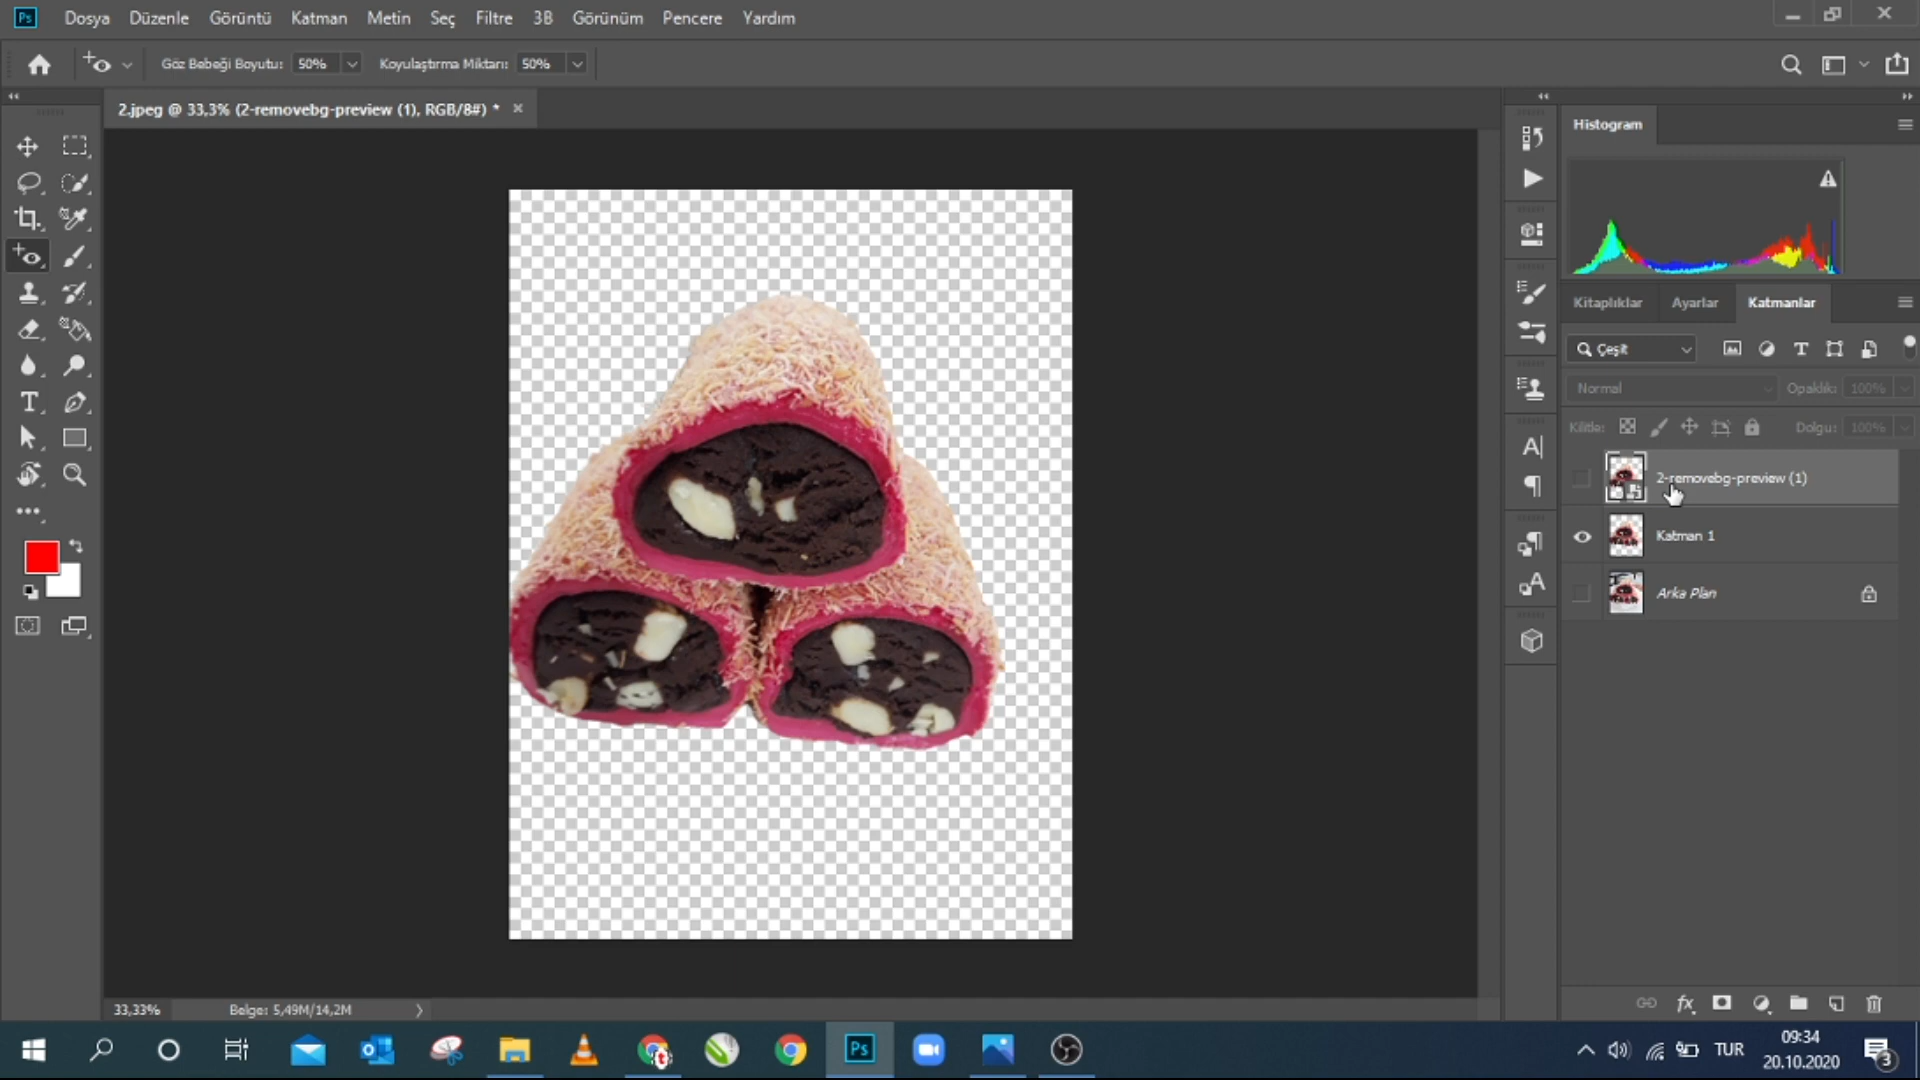 Ps Dosya Düzenle Görüntü Katman Metin Seç Filtre 3B Görünüm Pencere Yardım
Göz Bebeği Boyutu: 50% Koyulaştırma Miktarı: 50%
2.jpeg @ 33,3% (2-removebg-preview (1), RGB/8#) *
Histogram
Kitaplıklar Ayarlar Katmanlar
Çeşit
Normal Opaklık: 100%
Kilitle: Dolgu: 100%
2-removebg-preview (1)
Katman 1
Arka Plan
33,33% Belge: 5,49M/14,2M
Ps
TUR
09:34
20.10.2020
3